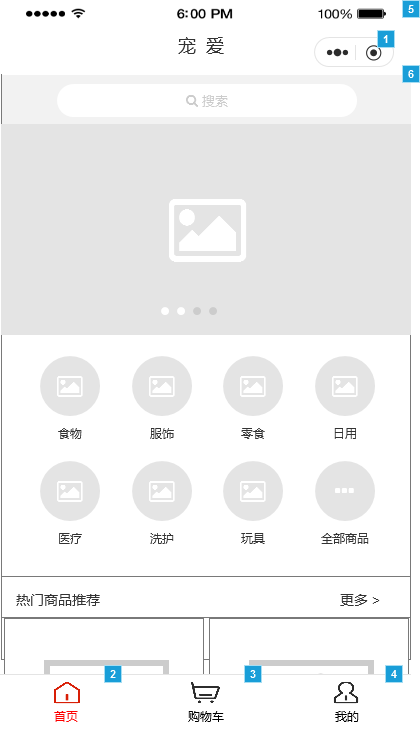 6:00 PM 100% 5
宠 爱
1
6
搜索
食物 服饰 零食 日用
医疗 洗护 玩具 全部商品
热门商品推荐 更多 >
2 3 4
首页 购物车 我的